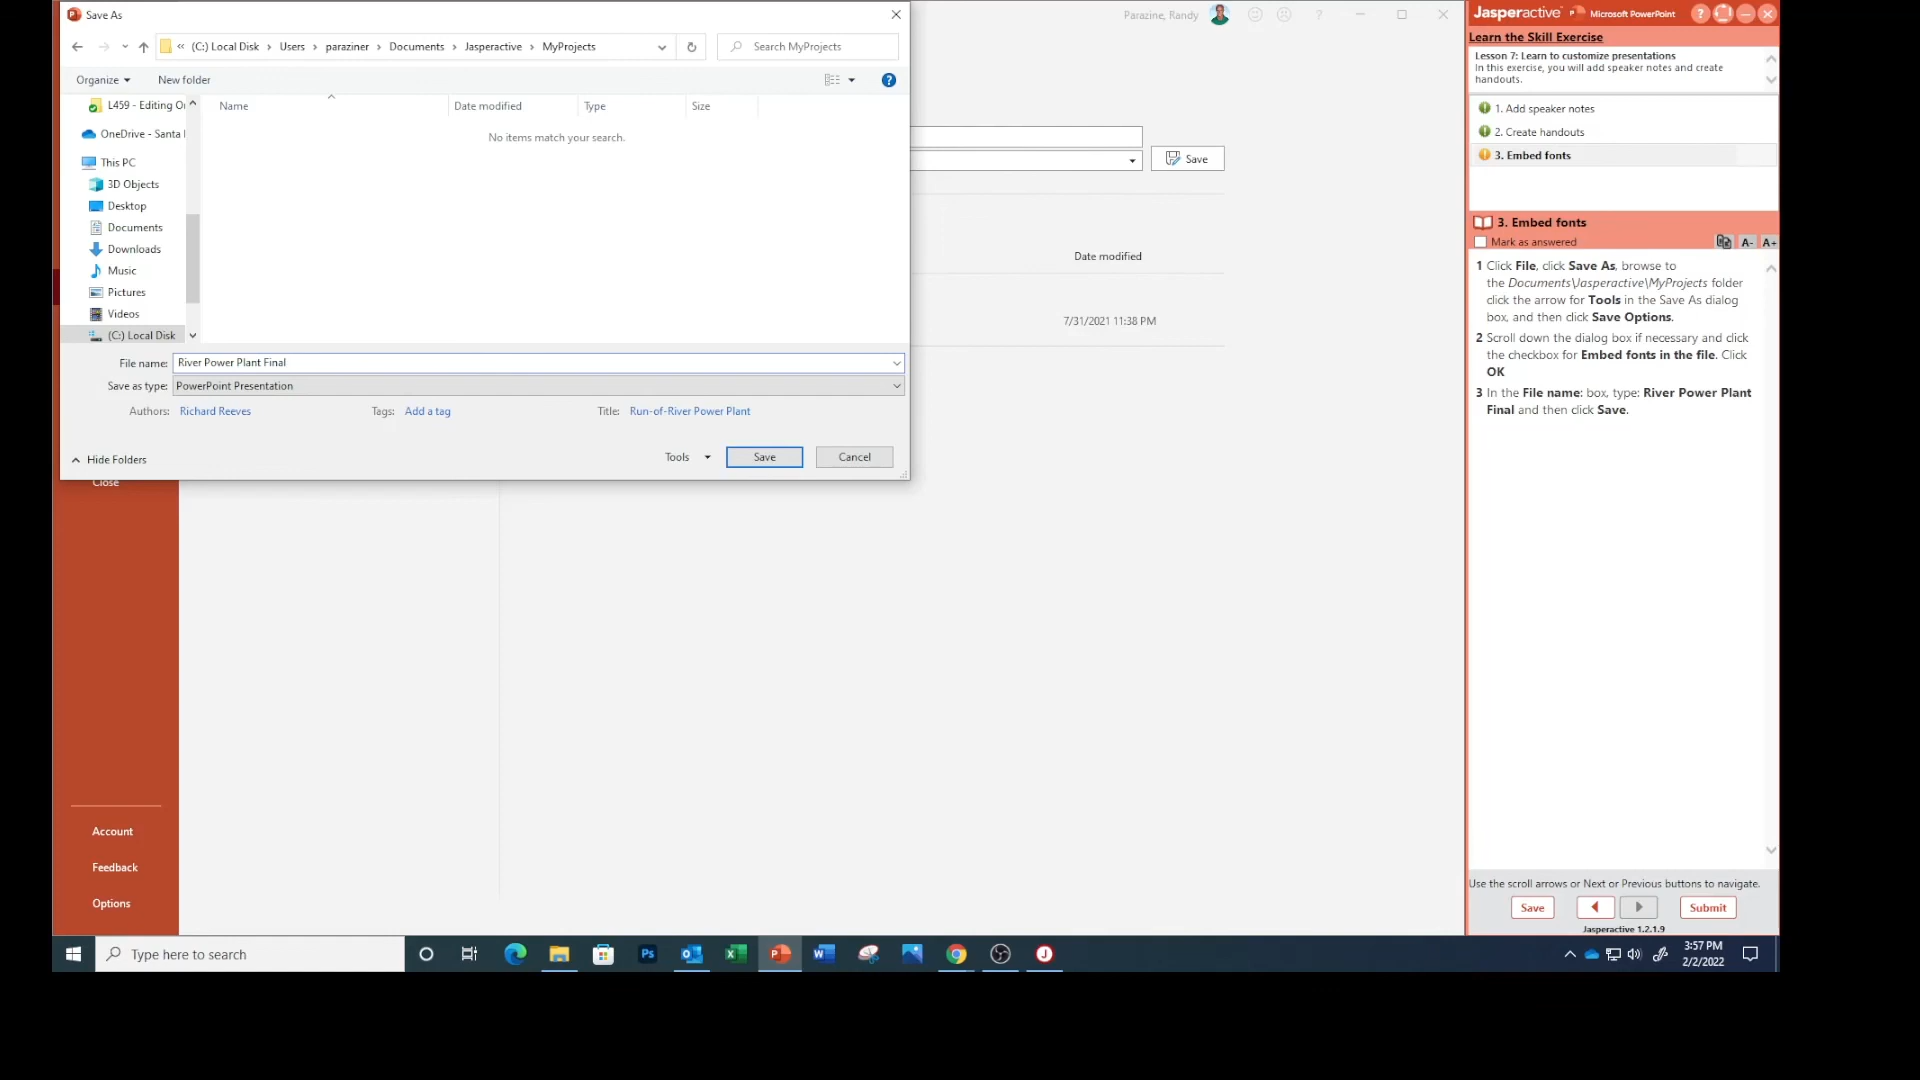 Save As
« (C:) Local Disk > Users > paraziner > Documents > Jasperactive > MyProjects
Search MyProjects
Organize
New folder
Name
Date modified
Type
Size
No items match your search.
L459 - Editing Or
OneDrive - Santa
This PC
3D Objects
Desktop
Documents
Downloads
Music
Pictures
Videos
(C:) Local Disk
File name: River Power Plant Final
Save as type: PowerPoint Presentation
Authors: Richard Reeves
Tags: Add a tag
Title: Run-of-River Power Plant
Hide Folders
Tools
Save
Cancel
Close
Account
Feedback
Options
Parazine, Randy
?
Save
Date modified
7/31/2021 11:38 PM
Jasperactive Microsoft PowerPoint
Learn the Skill Exercise
Lesson 7: Learn to customize presentations
In this exercise, you will add speaker notes and create
handouts.
1. Add speaker notes
2. Create handouts
3. Embed fonts
3. Embed fonts
Mark as answered
A- A+
1 Click File, click Save As, browse to
the Documents\Jasperactive\MyProjects folder
click the arrow for Tools in the Save As dialog
box, and then click Save Options.
2 Scroll down the dialog box if necessary and click
the checkbox for Embed fonts in the file. Click
OK
3 In the File name: box, type: River Power Plant
Final and then click Save.
Use the scroll arrows or Next or Previous buttons to navigate.
Save
Submit
Jasperactive 1.2.1.9
Type here to search
Ps
3:57 PM
2/2/2022